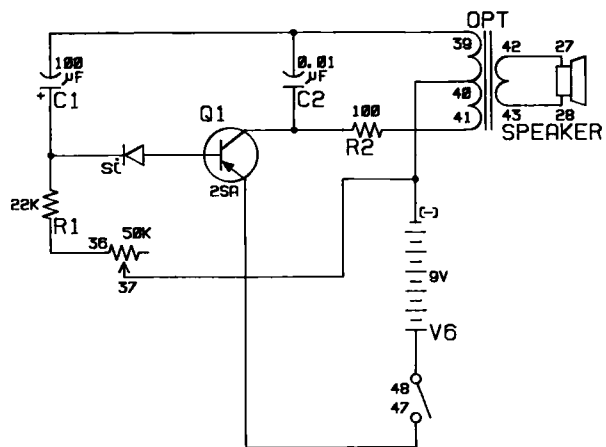 OPT
39
42
27
100
µF
+
C1
0.01
µF
C2
40
Q1
100
41
43
28
R2
SPEAKER
Si
2SA
22K
R1
36
50K
37
(-)
9V
V6
48
47